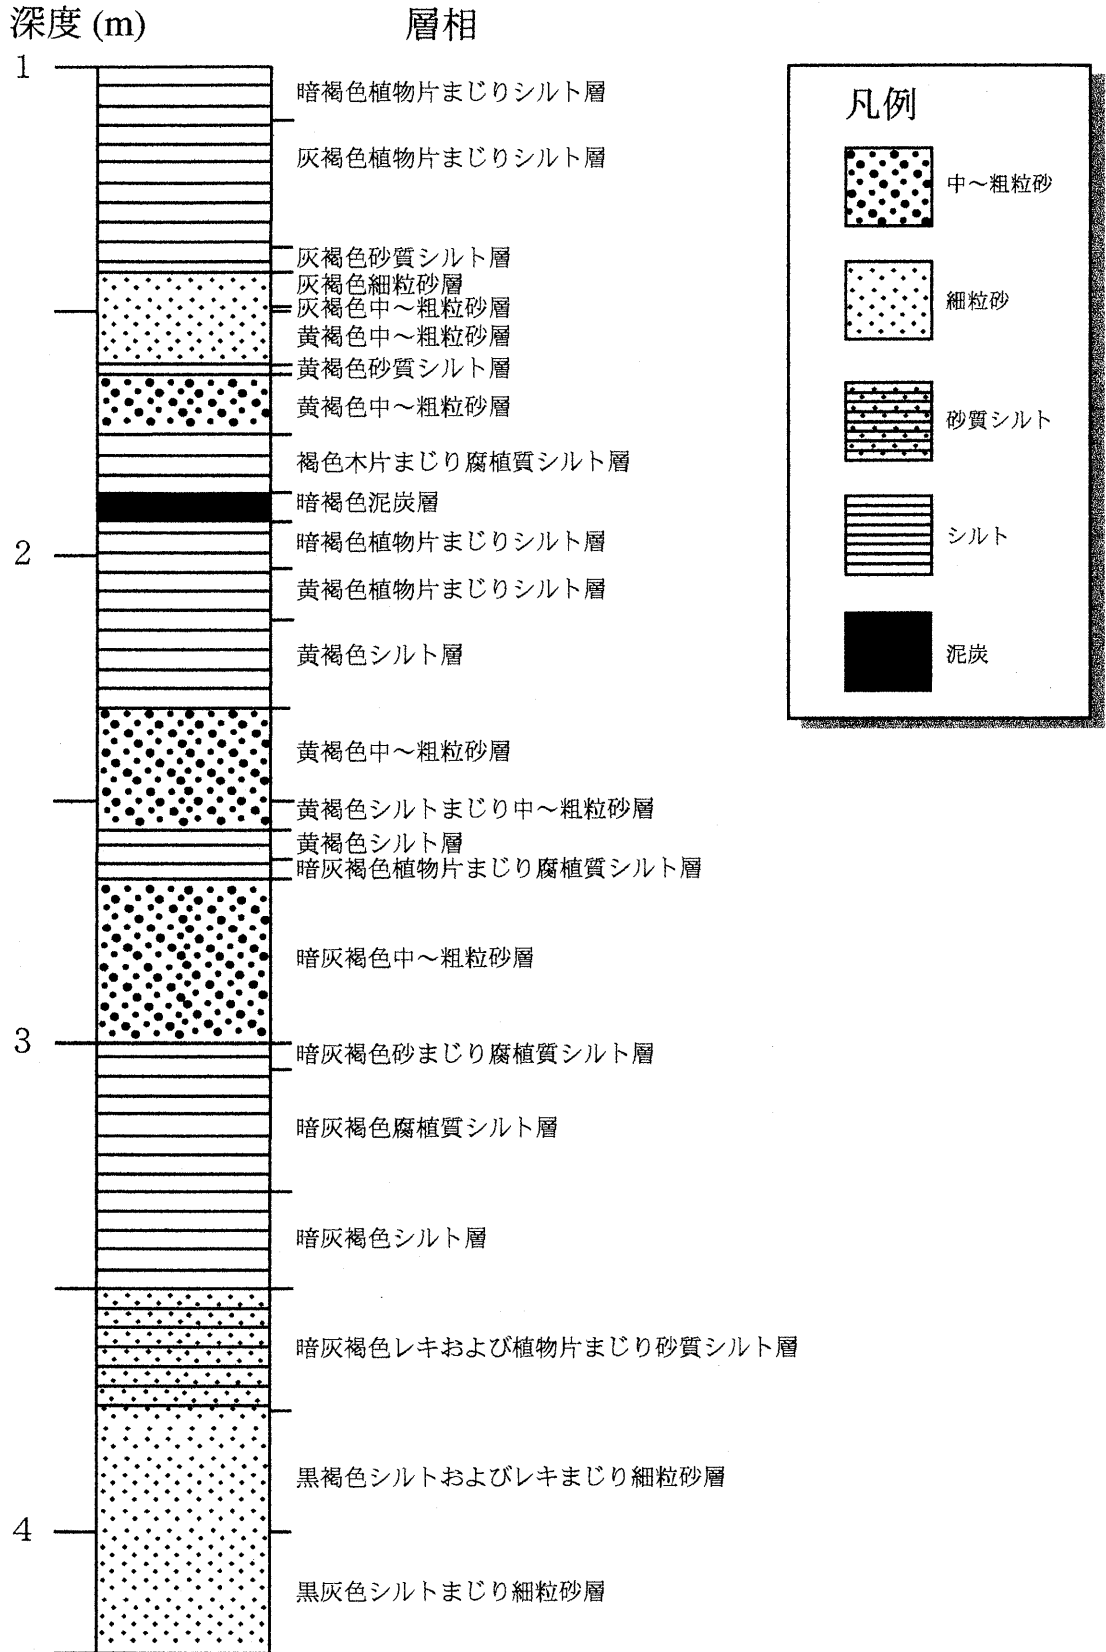 深度 (m)
層相
1
暗褐色植物片まじりシルト層
灰褐色植物片まじりシルト層
灰褐色砂質シルト層
灰褐色細粒砂層
灰褐色中～粗粒砂層
黄褐色中～粗粒砂層
黄褐色砂質シルト層
黄褐色中～粗粒砂層
褐色木片まじり腐植質シルト層
暗褐色泥炭層
暗褐色植物片まじりシルト層
2
黄褐色植物片まじりシルト層
黄褐色シルト層
黄褐色中～粗粒砂層
黄褐色シルトまじり中～粗粒砂層
黄褐色シルト層
暗灰褐色植物片まじり腐植質シルト層
暗灰褐色中～粗粒砂層
3
暗灰褐色砂まじり腐植質シルト層
暗灰褐色腐植質シルト層
暗灰褐色シルト層
暗灰褐色レキおよび植物片まじり砂質シルト層
黒褐色シルトおよびレキまじり細粒砂層
4
黒灰色シルトまじり細粒砂層
凡例
中～粗粒砂
細粒砂
砂質シルト
シルト
泥炭